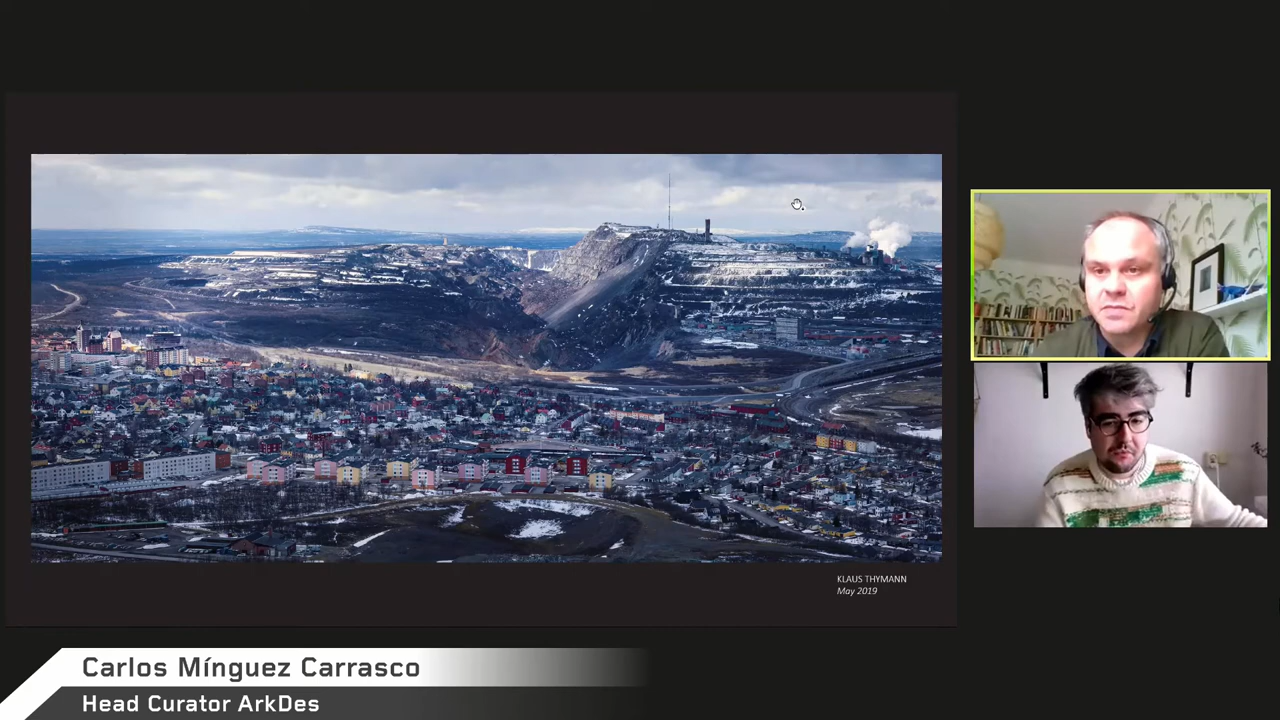 KLAUS THYMANN
May 2019
Carlos Mínguez Carrasco
Head Curator ArkDes